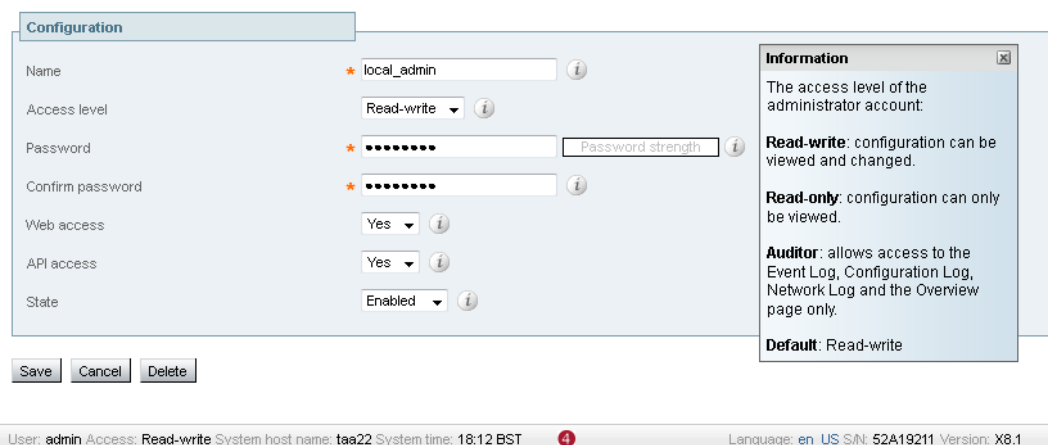 Configuration
Name * local_admin i
Access level Read-write i
Password * •••••••• Password strength i
Confirm password * •••••••• i
Web access Yes i
API access Yes i
State Enabled i
Information x
The access level of the
administrator account:
Read-write: configuration can be
viewed and changed.
Read-only: configuration can only
be viewed.
Auditor: allows access to the
Event Log, Configuration Log,
Network Log and the Overview
page only.
Default: Read-write
Save Cancel Delete
User: admin Access: Read-write System host name: taa22 System time: 18:12 BST 4 Language: en_US S/N: 52A19211 Version: X8.1